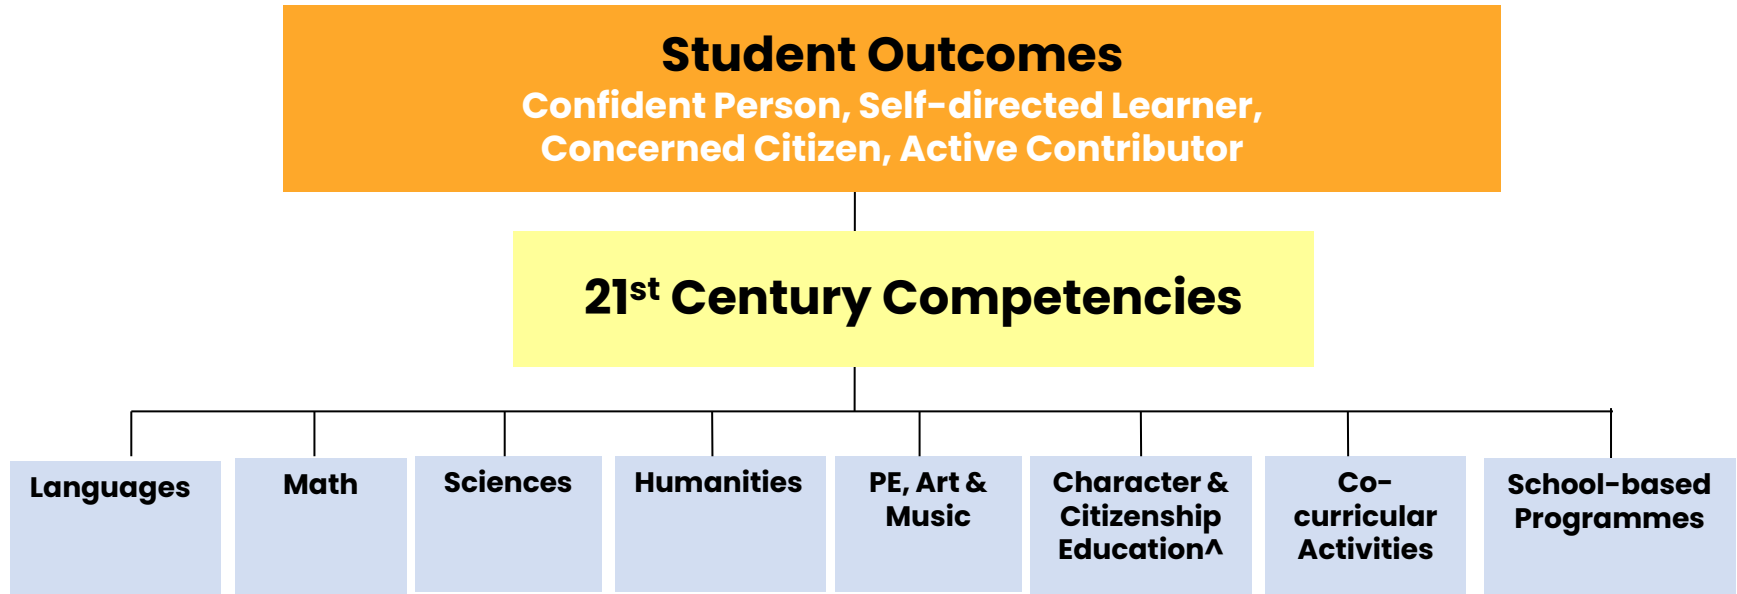 Student Outcomes
Confident Person, Self-directed Learner,
Concerned Citizen, Active Contributor
21st Century Competencies
Languages
Math
Sciences
Humanities
PE, Art &
Music
Character &
Citizenship
Education^
Co-
curricular
Activities
School-based
Programmes